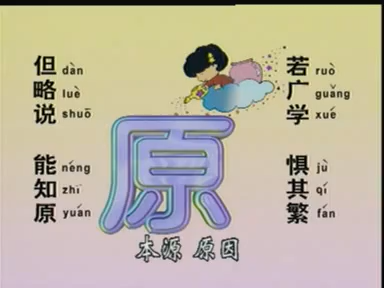 若广学
ruò guǎng xué
惧其繁
jù qí fán
但略说
dàn luè shuō
能知原
néng zhī yuán
原
本源 原因